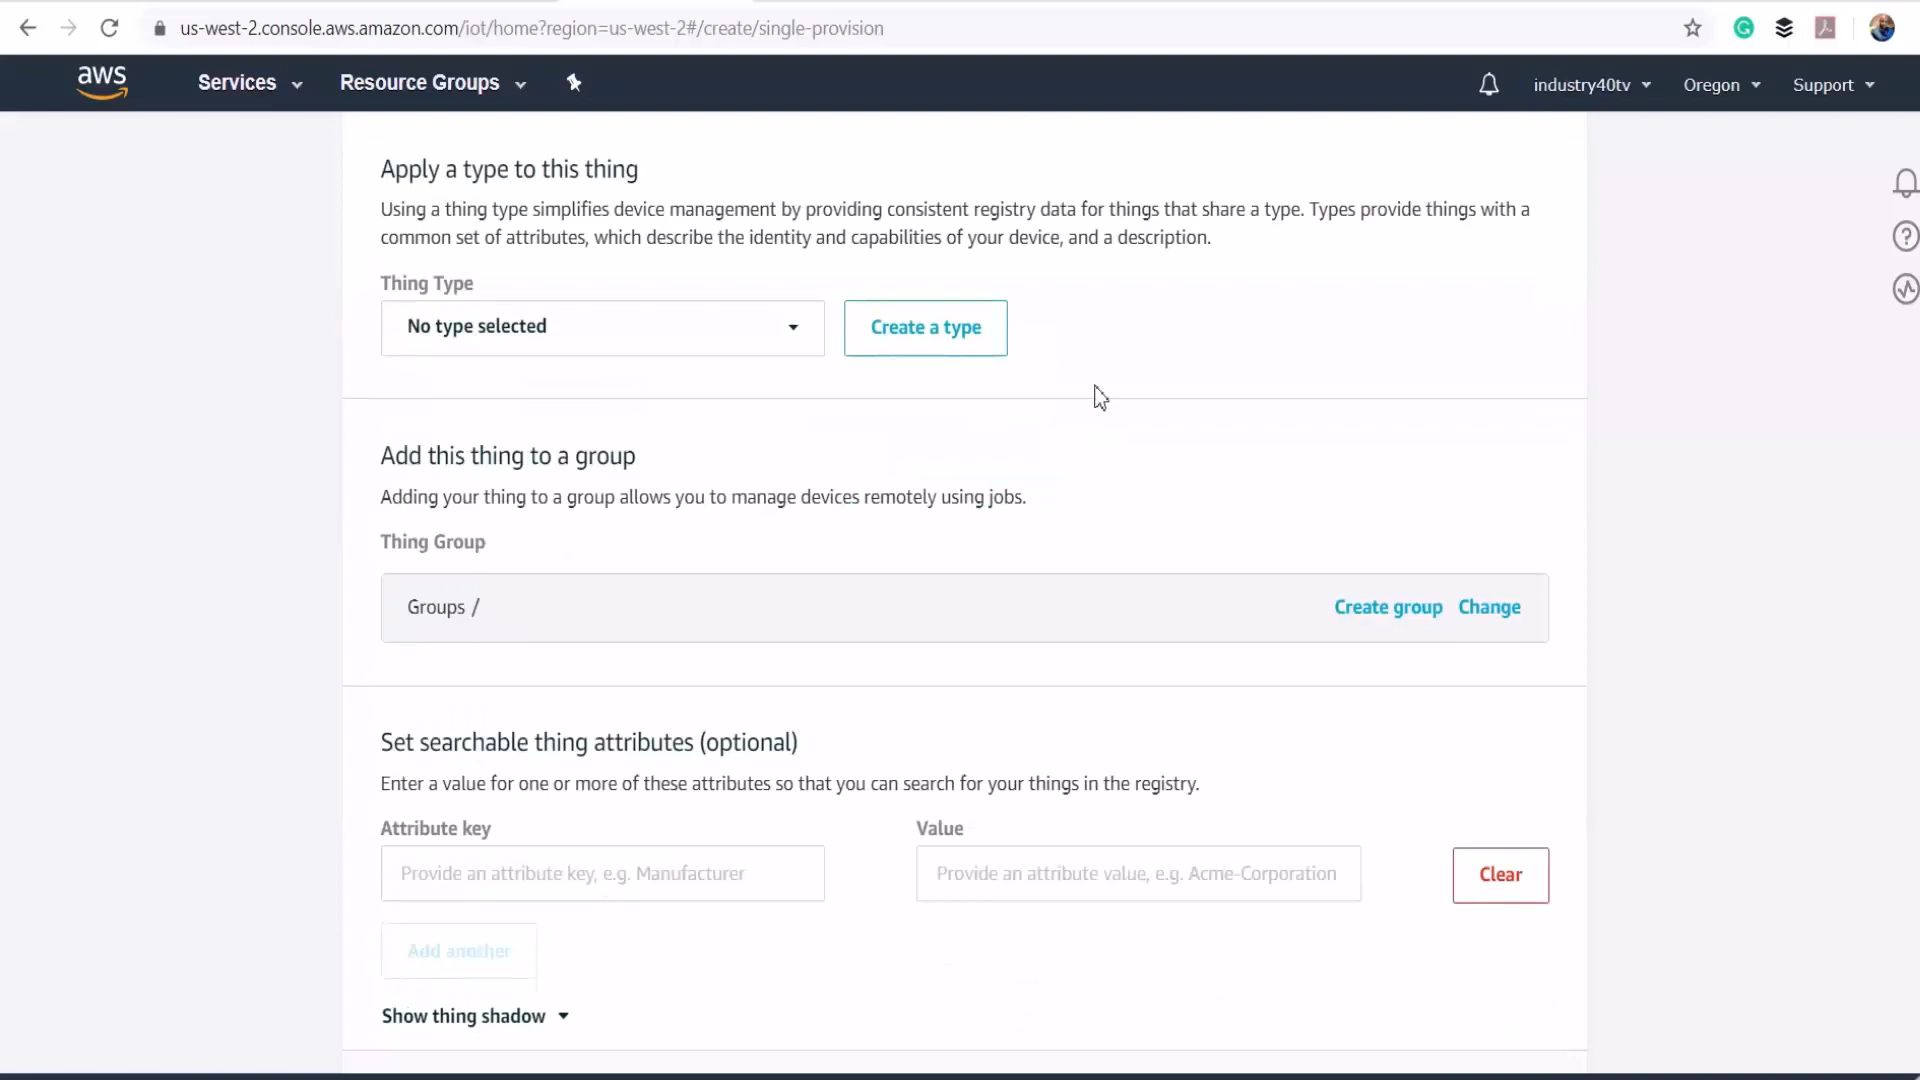 us-west-2.console.aws.amazon.com/iot/home?region=us-west-2#/create/single-provision
aws
Services
Resource Groups
industry40tv
Oregon
Support
Apply a type to this thing
Using a thing type simplifies device management by providing consistent registry data for things that share a type. Types provide things with a
common set of attributes, which describe the identity and capabilities of your device, and a description.
Thing Type
No type selected
Create a type
Add this thing to a group
Adding your thing to a group allows you to manage devices remotely using jobs.
Thing Group
Groups /
Create group
Change
Set searchable thing attributes (optional)
Enter a value for one or more of these attributes so that you can search for your things in the registry.
Attribute key
Value
Provide an attribute key, e.g. Manufacturer
Provide an attribute value, e.g. Acme-Corporation
Clear
Add another
Show thing shadow